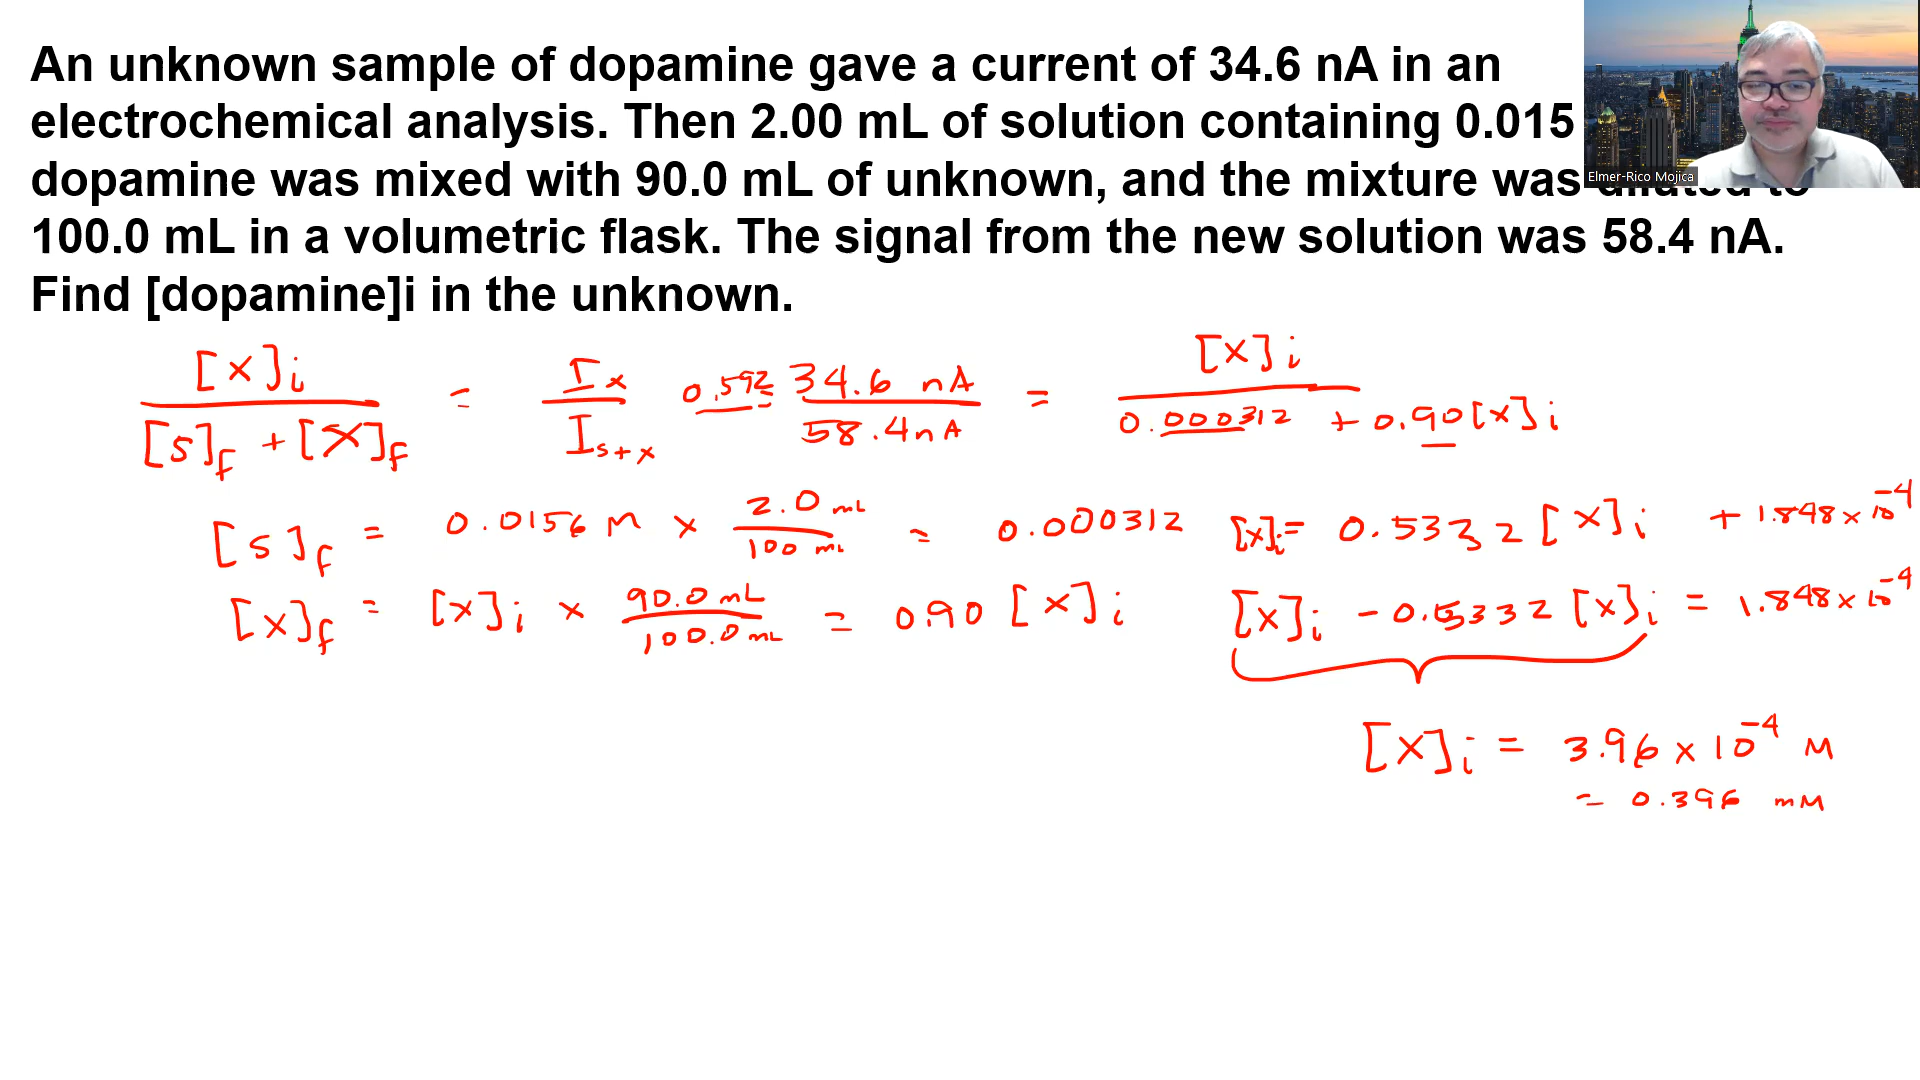 An unknown sample of dopamine gave a current of 34.6 nA in an
electrochemical analysis. Then 2.00 mL of solution containing 0.015
dopamine was mixed with 90.0 mL of unknown, and the mixture was diluted to
100.0 mL in a volumetric flask. The signal from the new solution was 58.4 nA.
Find [dopamine]i in the unknown.
Elmer-Rico Mojica
[X]i / [S]f + [X]f = Ix / Is+x
0.592 = 34.6 nA / 58.4 nA = [X]i / 0.000312 + 0.90[X]i
[S]f = 0.0156 M × 2.0 mL / 100 mL = 0.000312
[X]f = [X]i × 90.0 mL / 100.0 mL = 0.90 [X]i
[X]i = 0.5332 [X]i + 1.848 × 10⁻⁴
[X]i - 0.5332 [X]i = 1.848 × 10⁻⁴
[X]i = 3.96 × 10⁻⁴ M
= 0.396 mM